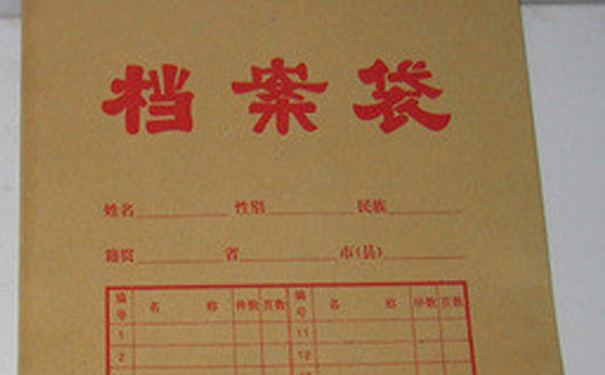 档案袋
姓名 性别 民族
籍贯 省 市(县)
编号 名 称 件数 页数 编号 名 称 件数 页数
1 11
2 12